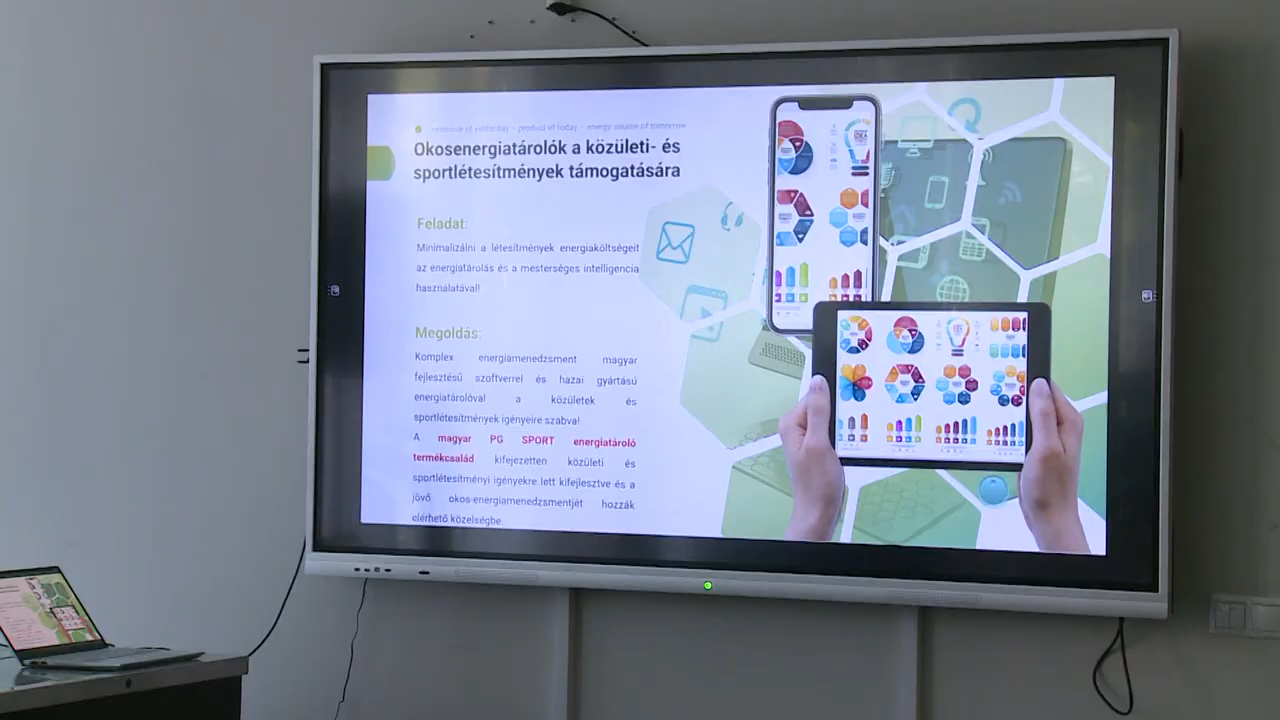 resource of yesterday - product of today - energy source of tomorrow
Okosenergiatárolók a közületi- és
sportlétesítmények támogatására
Feladat:
Minimalizálni a létesítmények energiaköltségeit
az energiatárolás és a mesterséges intelligencia
használatával!
Megoldás:
Komplex energiamenedzsment magyar
fejlesztésű szoftverrel és hazai gyártású
energiatárolóval a közületek és
sportlétesítmények igényeire szabva!
A magyar PG SPORT energiatároló
termékcsalád kifejezetten közületi és
sportlétesítményi igényekre lett kifejlesztve és a
jövő okos-energiamenedzsmentjét hozzák
elérhető közelségbe.